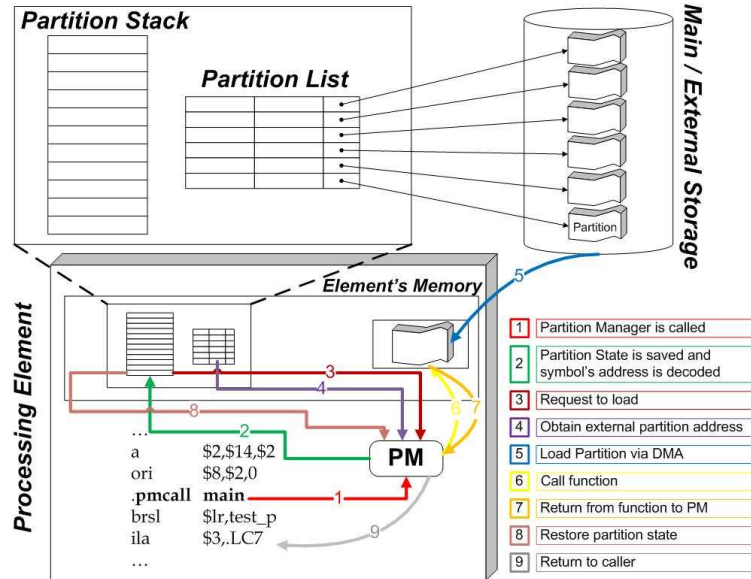 Partition Stack
Partition List
Main / External Storage
Partition
Processing Element
Element's Memory
5
3
4
8
2
6
7
PM
1
9
...
a $2,$14,$2
ori $8,$2,0
.pmcall main
brsl $lr,test_p
ila $3,.LC7
...
1 Partition Manager is called
2 Partition State is saved and
symbol's address is decoded
3 Request to load
4 Obtain external partition address
5 Load Partition via DMA
6 Call function
7 Return from function to PM
8 Restore partition state
9 Return to caller